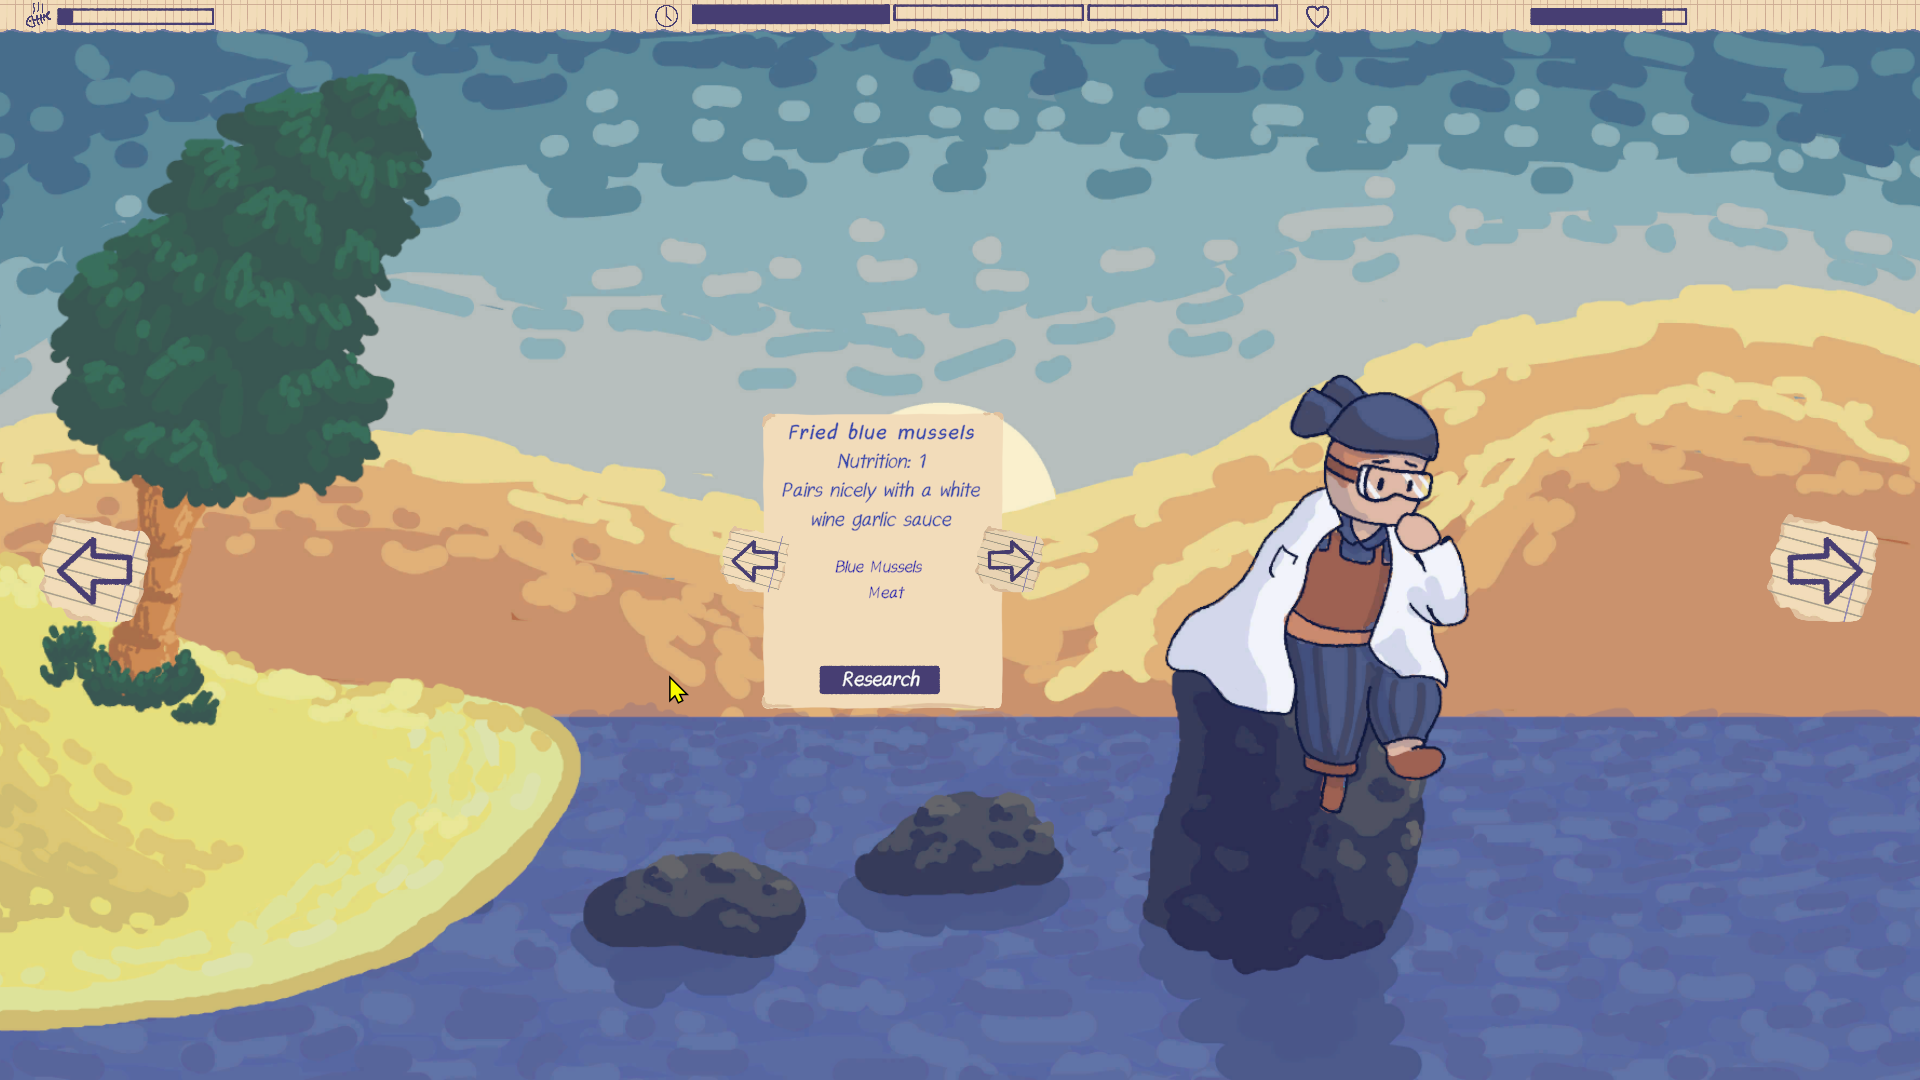 Fried blue mussels
Nutrition: 1
Pairs nicely with a white
wine garlic sauce
Blue Mussels
Meat
Research